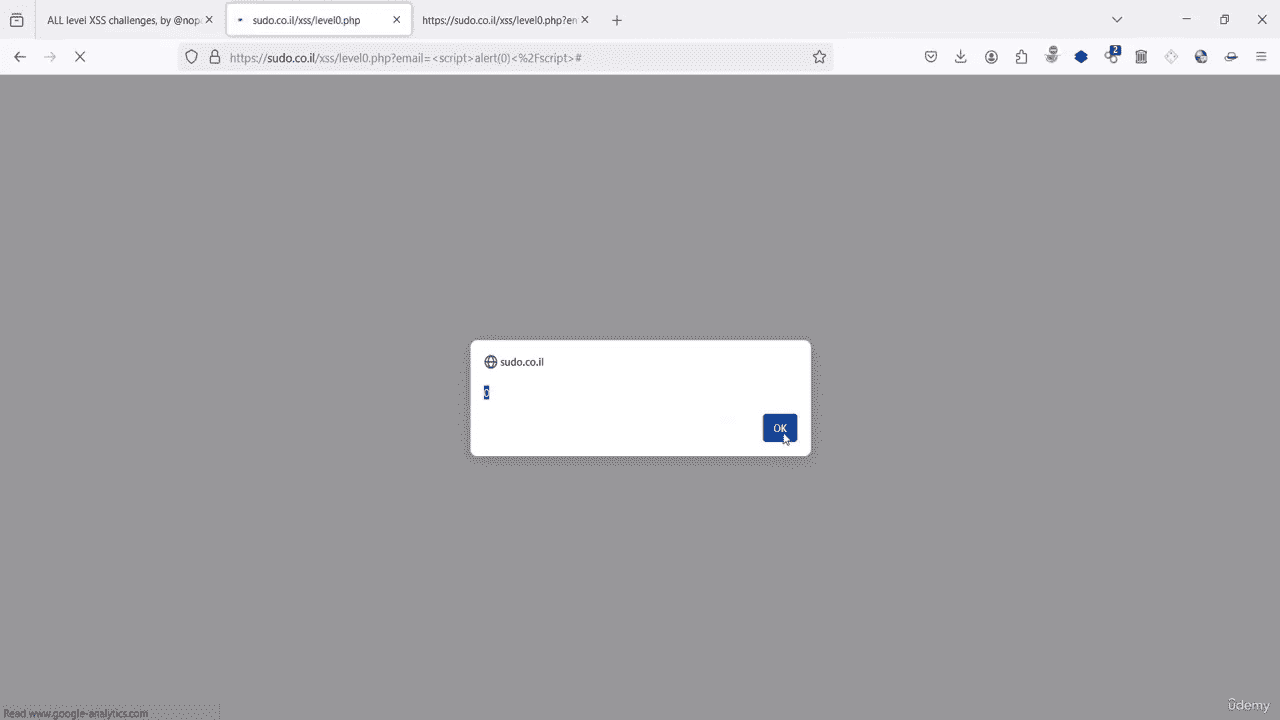 ALL level XSS challenges, by @nop
sudo.co.il/xss/level0.php
https://sudo.co.il/xss/level0.php?en
https://sudo.co.il/xss/level0.php?email=<script>alert(0)<%2Fscript>#
2
sudo.co.il
0
OK
Read www.google-analytics.com
ûdemy